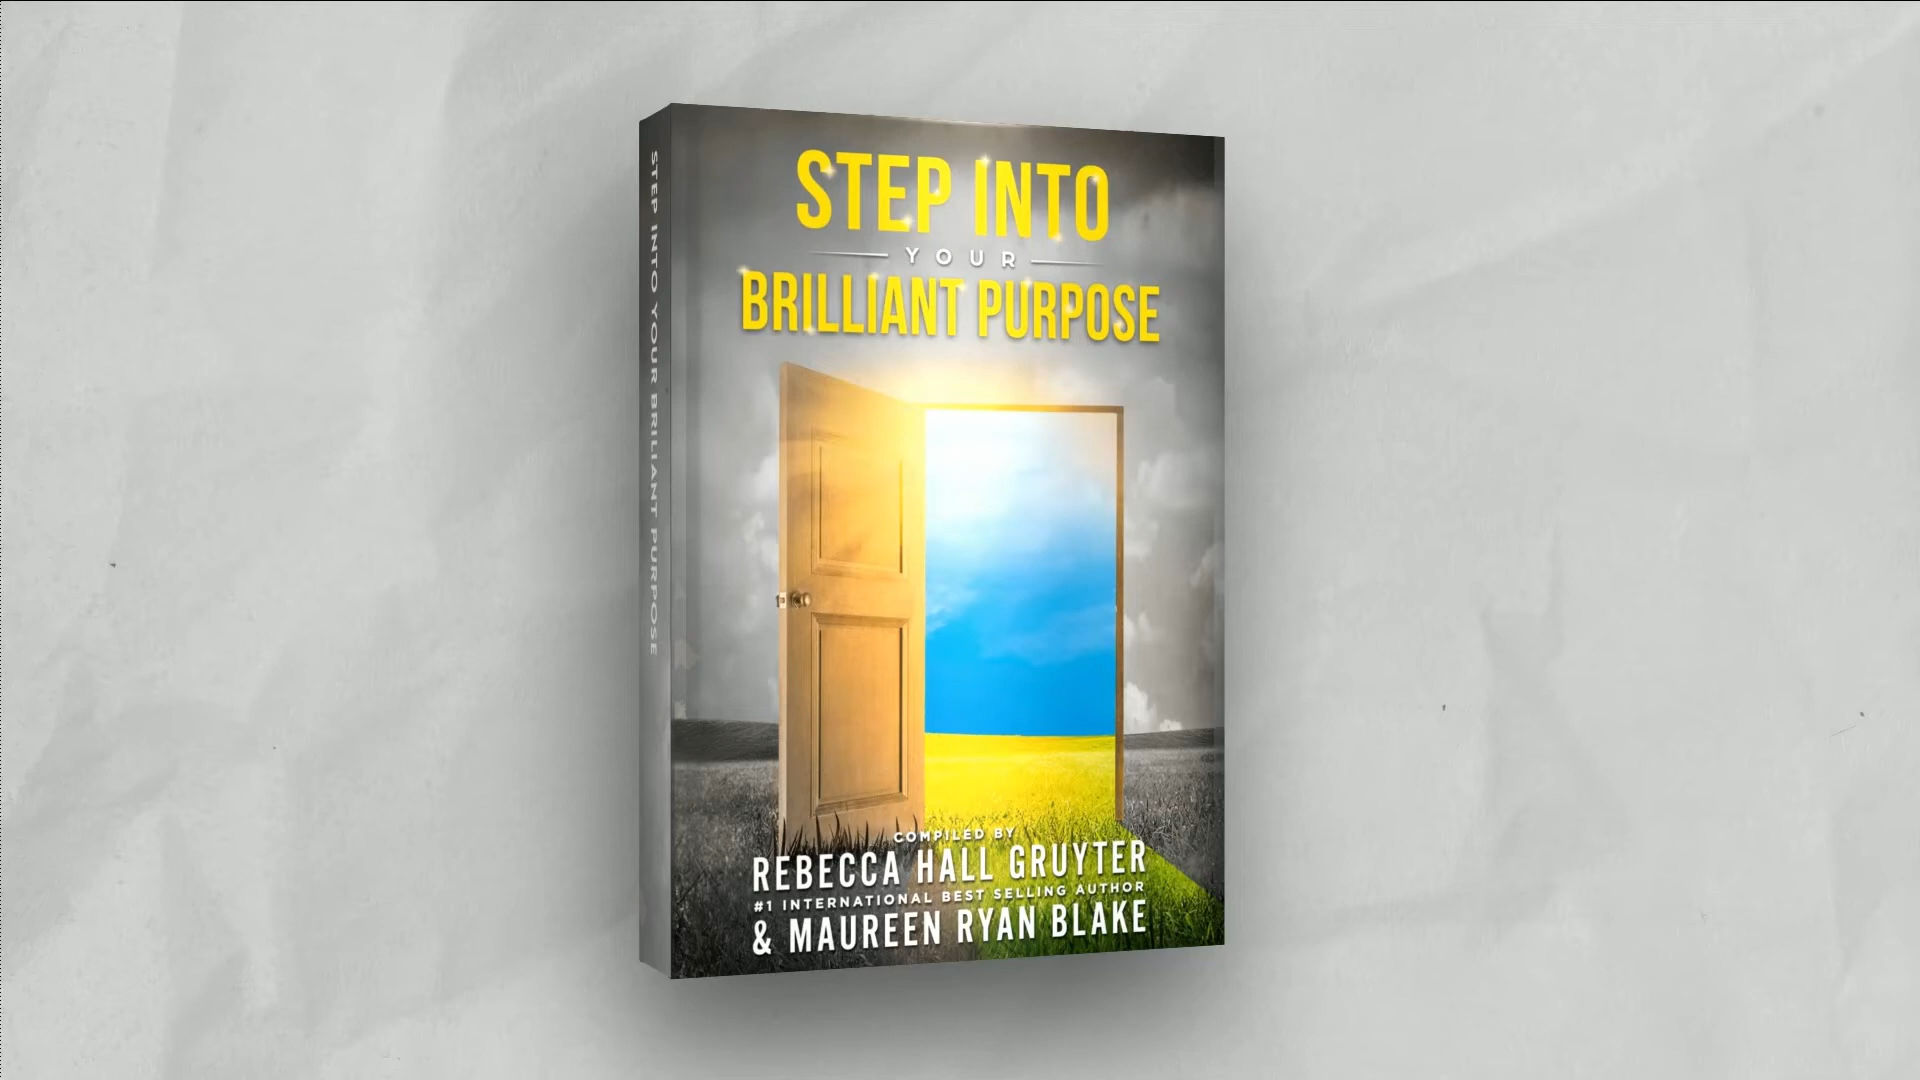 STEP INTO YOUR BRILLIANT PURPOSE
STEP INTO
YOUR
BRILLIANT PURPOSE
COMPILED BY
REBECCA HALL GRUYTER
#1 INTERNATIONAL BEST SELLING AUTHOR
& MAUREEN RYAN BLAKE